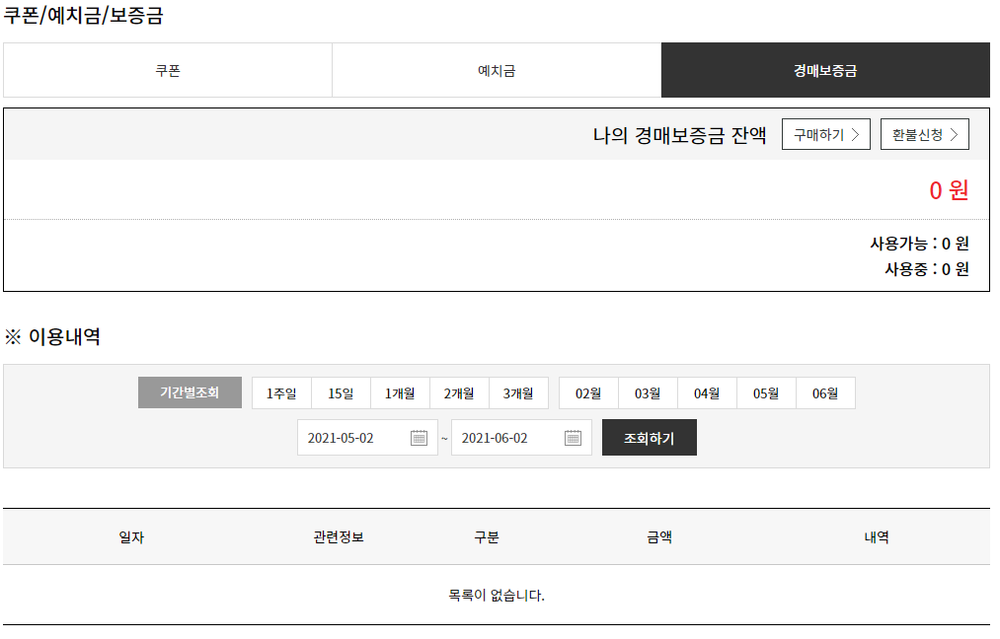 쿠폰/예치금/보증금
쿠폰 예치금 경매보증금
나의 경매보증금 잔액 구매하기 환불신청
0 원
사용가능 : 0 원
사용중 : 0 원
※ 이용내역
기간별조회 1주일 15일 1개월 2개월 3개월 02월 03월 04월 05월 06월
2021-05-02 ~ 2021-06-02 조회하기
일자 관련정보 구분 금액 내역
목록이 없습니다.